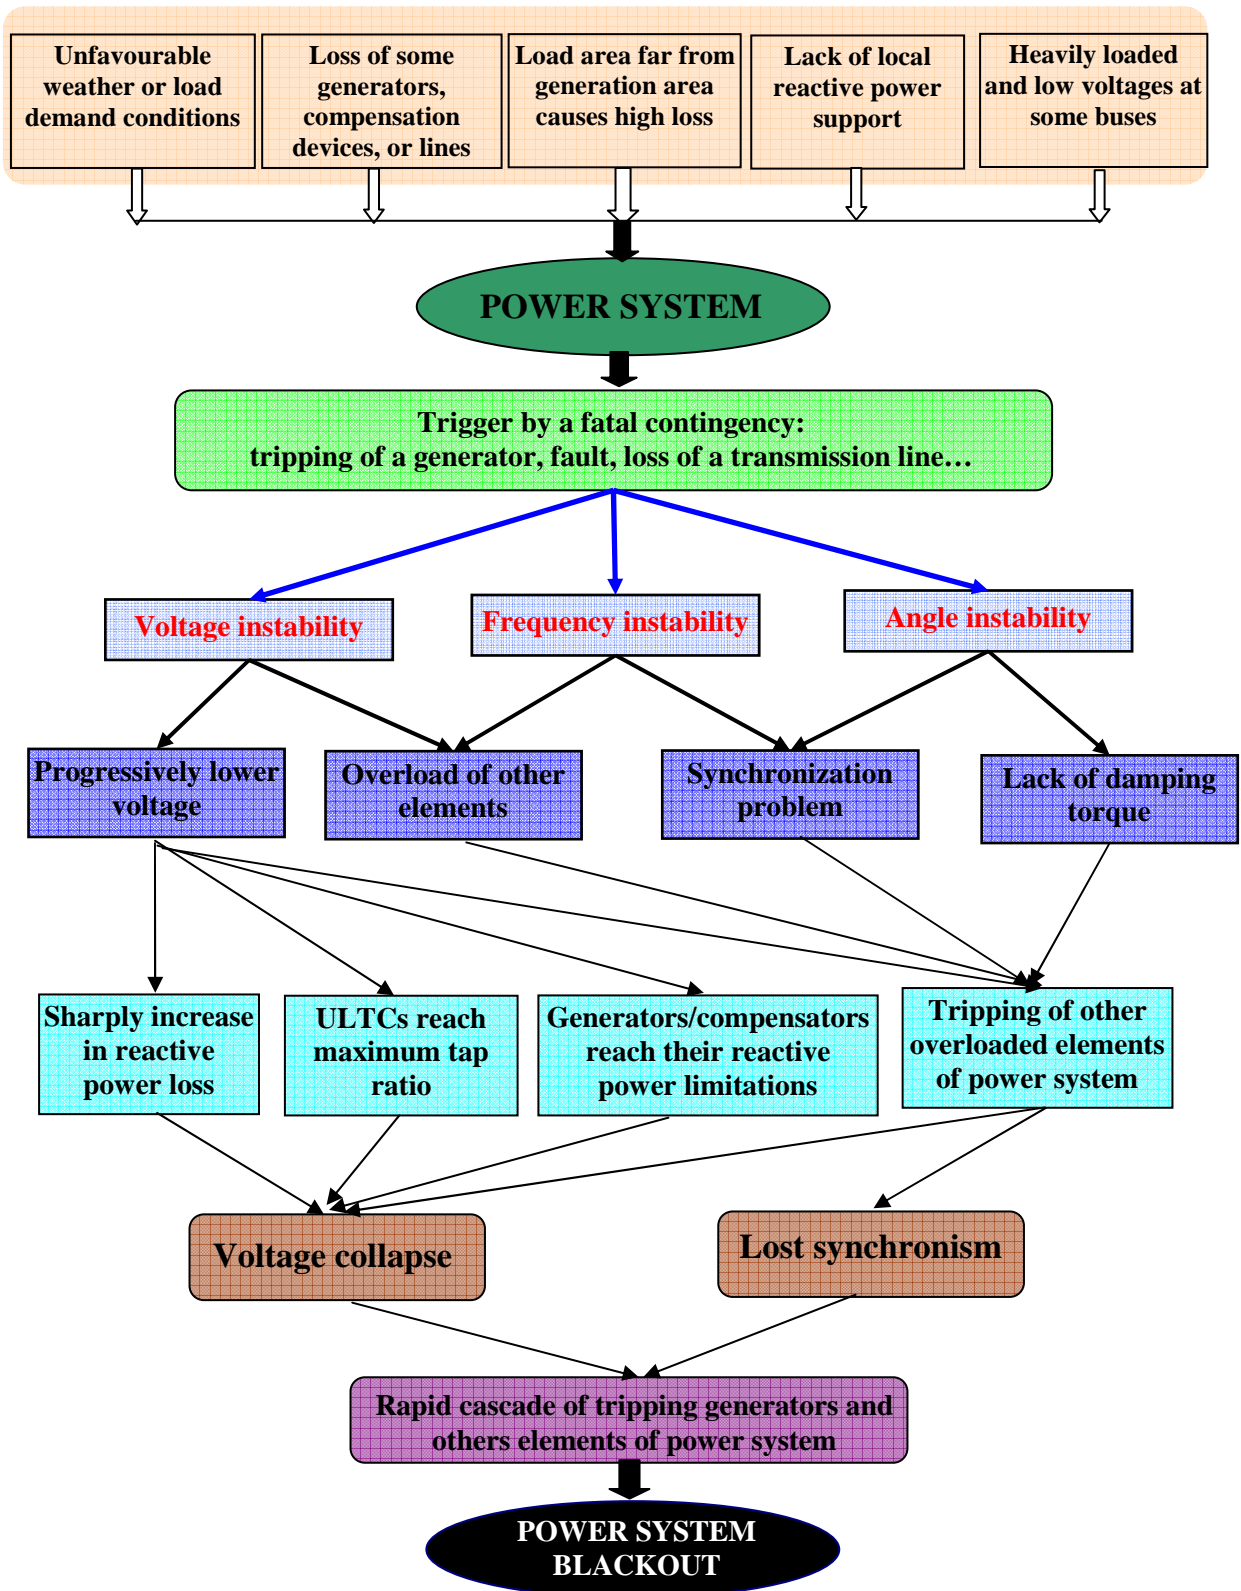 Unfavourable
weather or load
demand conditions
Loss of some
generators,
compensation
devices, or lines
Load area far from
generation area
causes high loss
Lack of local
reactive power
support
Heavily loaded
and low voltages at
some buses
POWER SYSTEM
Trigger by a fatal contingency:
tripping of a generator, fault, loss of a transmission line…
Voltage instability
Frequency instability
Angle instability
Progressively lower
voltage
Overload of other
elements
Synchronization
problem
Lack of damping
torque
Sharply increase
in reactive
power loss
ULTCs reach
maximum tap
ratio
Generators/compensators
reach their reactive
power limitations
Tripping of other
overloaded elements
of power system
Voltage collapse
Lost synchronism
Rapid cascade of tripping generators and
others elements of power system
POWER SYSTEM
BLACKOUT